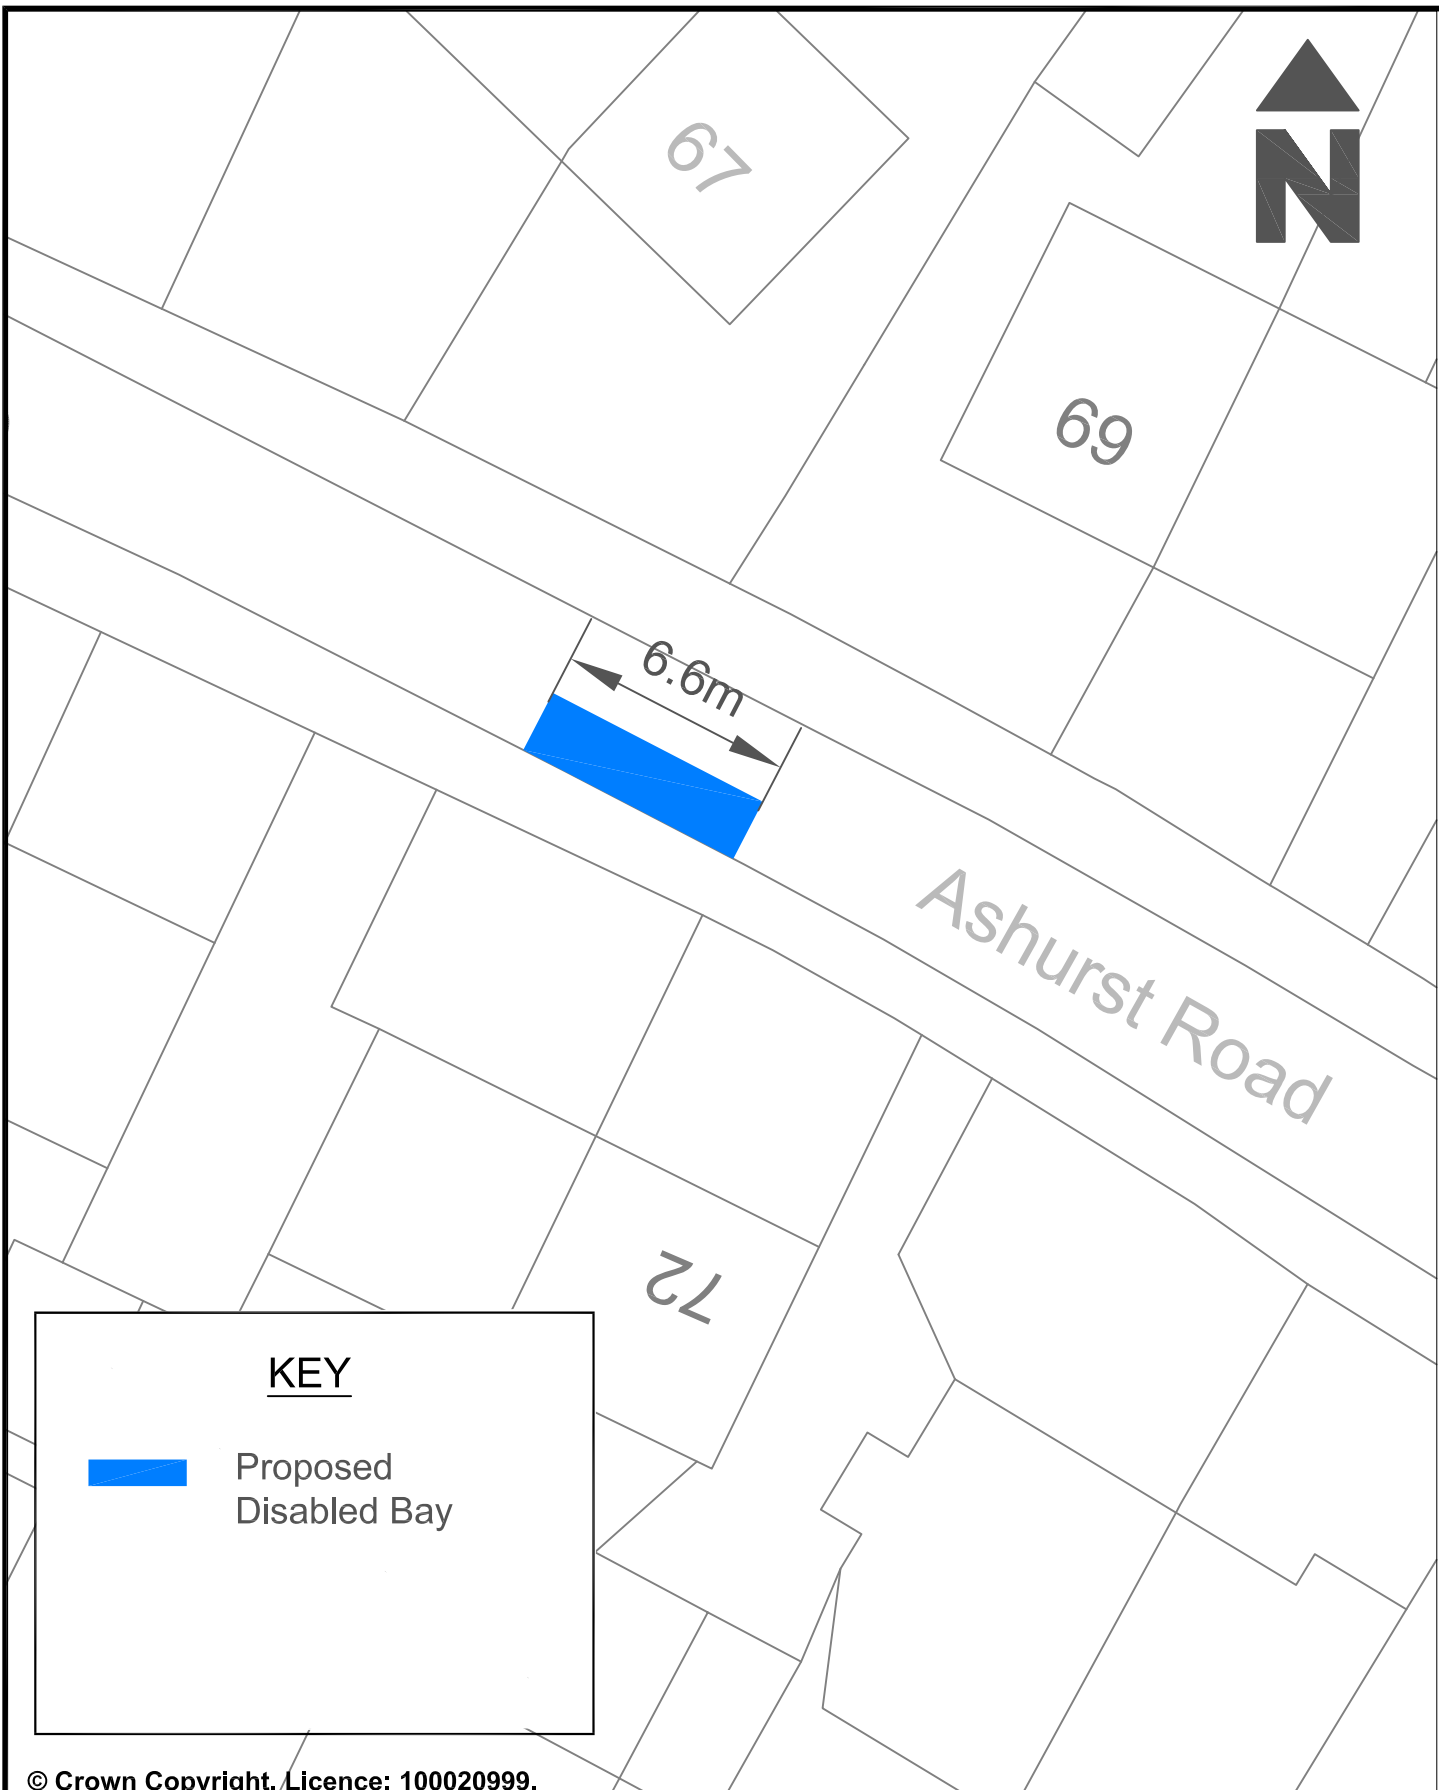 67
N
69
6.6m
Ashurst Road
72
KEY
Proposed
Disabled Bay
© Crown Copyright. Licence: 100020999.